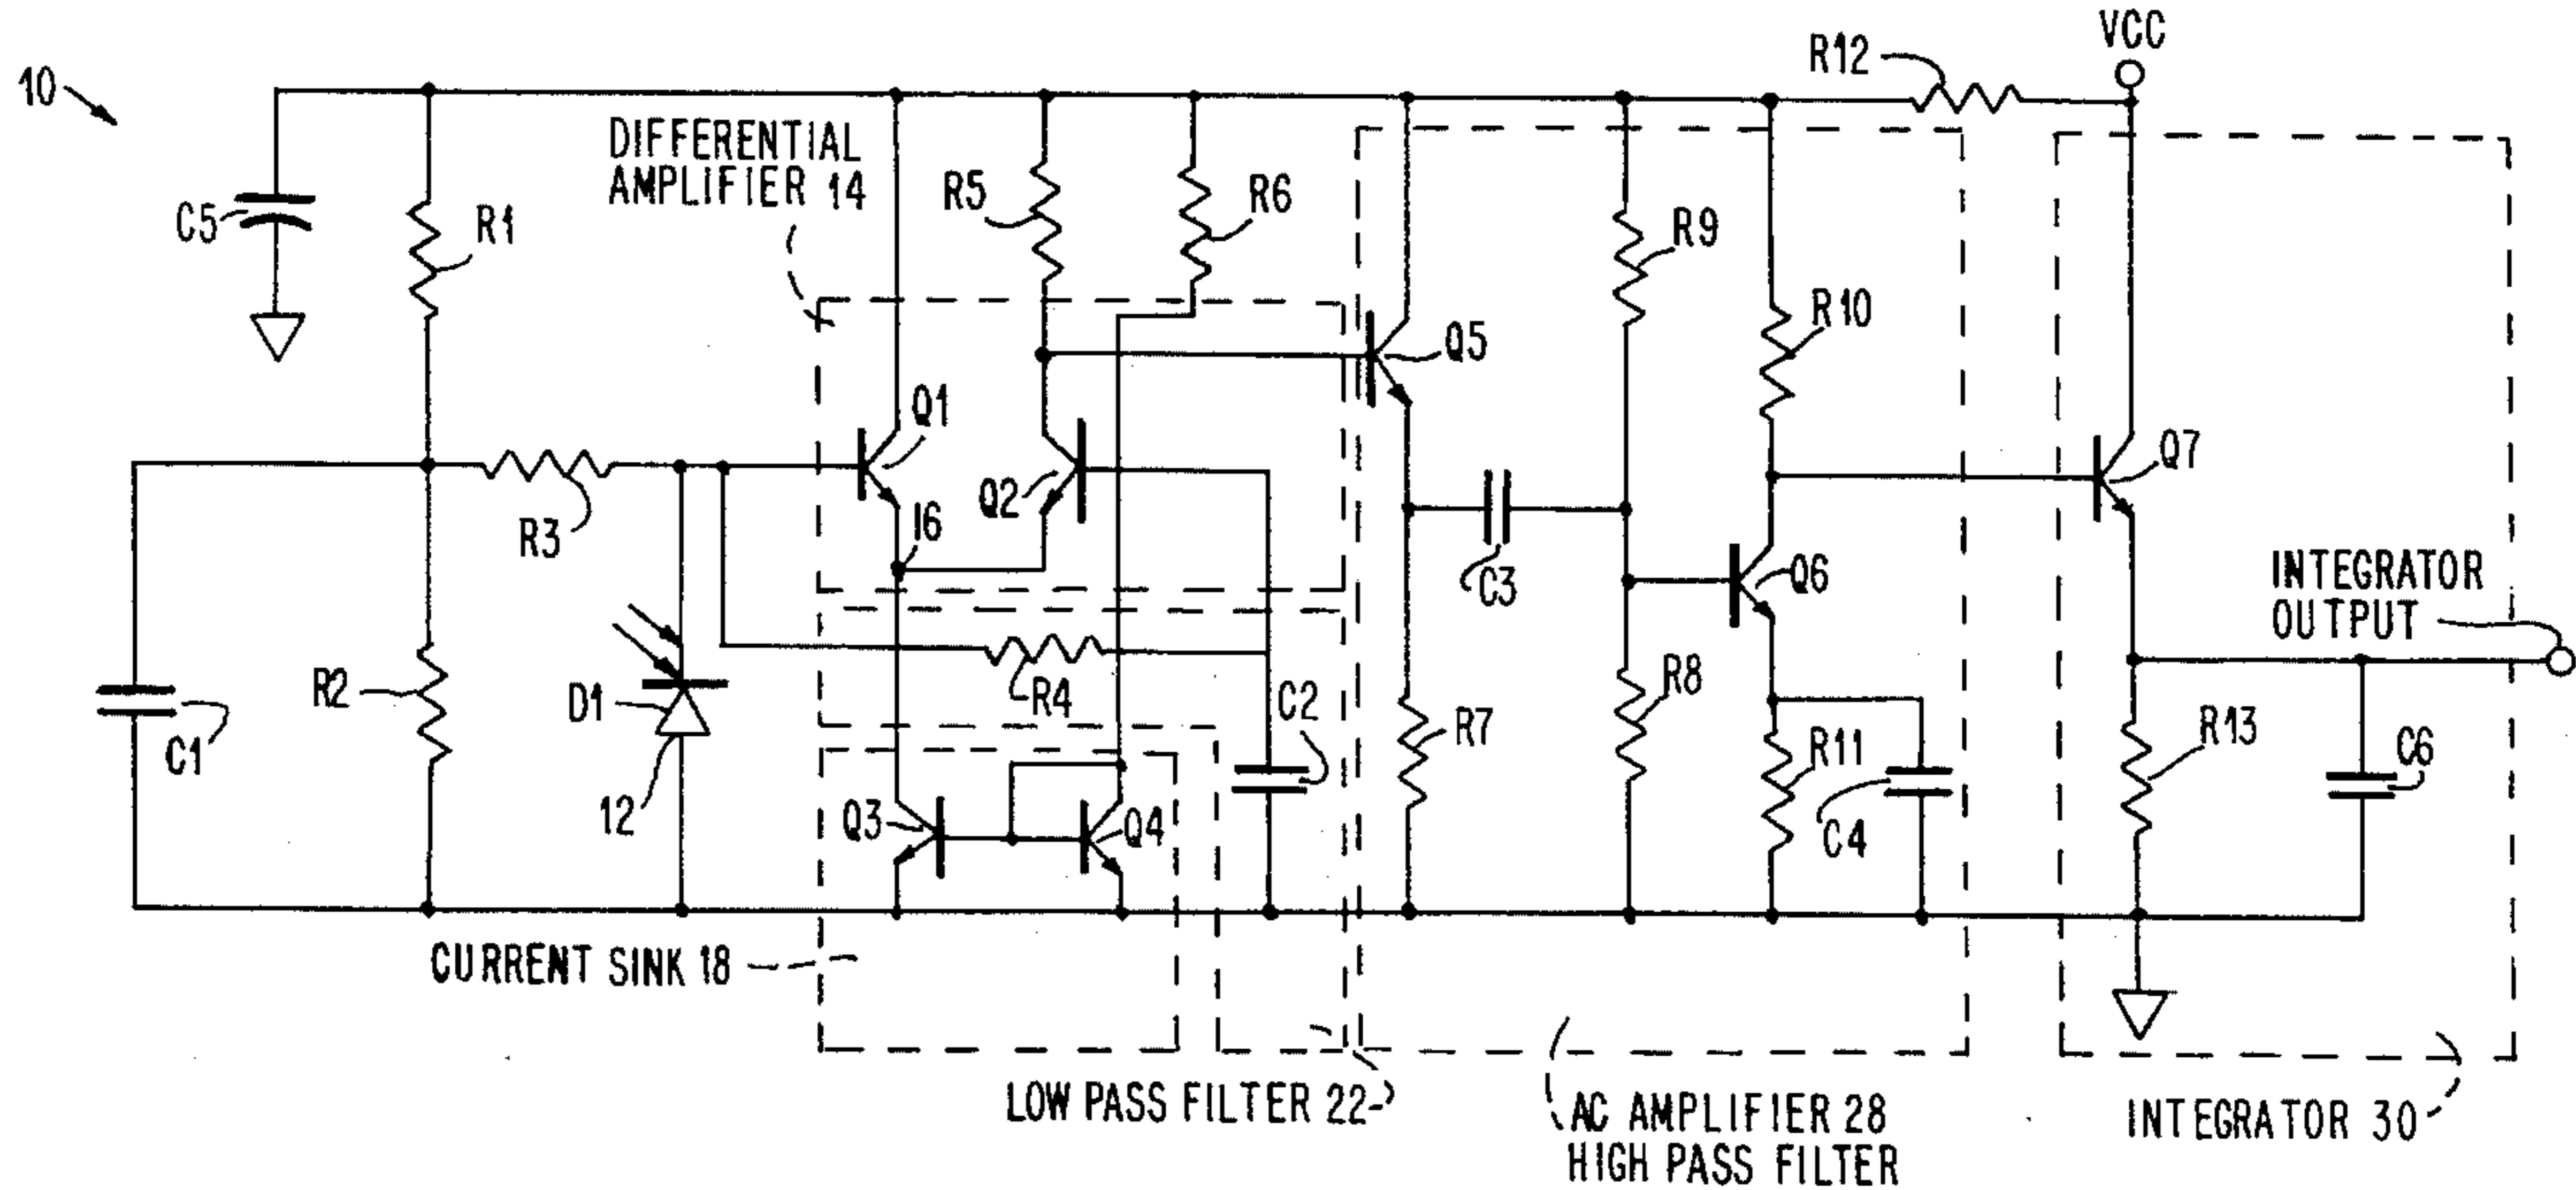 VCC
R12
10
DIFFERENTIAL
AMPLIFIER 14
R5
R6
C5
R1
R9
R10
Q5
Q1
Q7
Q2
16
R3
C3
Q6
INTEGRATOR
OUTPUT
R2
D1
R4
C2
R8
R7
R11
R13
C6
C1
12
Q3
Q4
C4
CURRENT SINK 18
LOW PASS FILTER 22
AC AMPLIFIER 28
HIGH PASS FILTER
INTEGRATOR 30